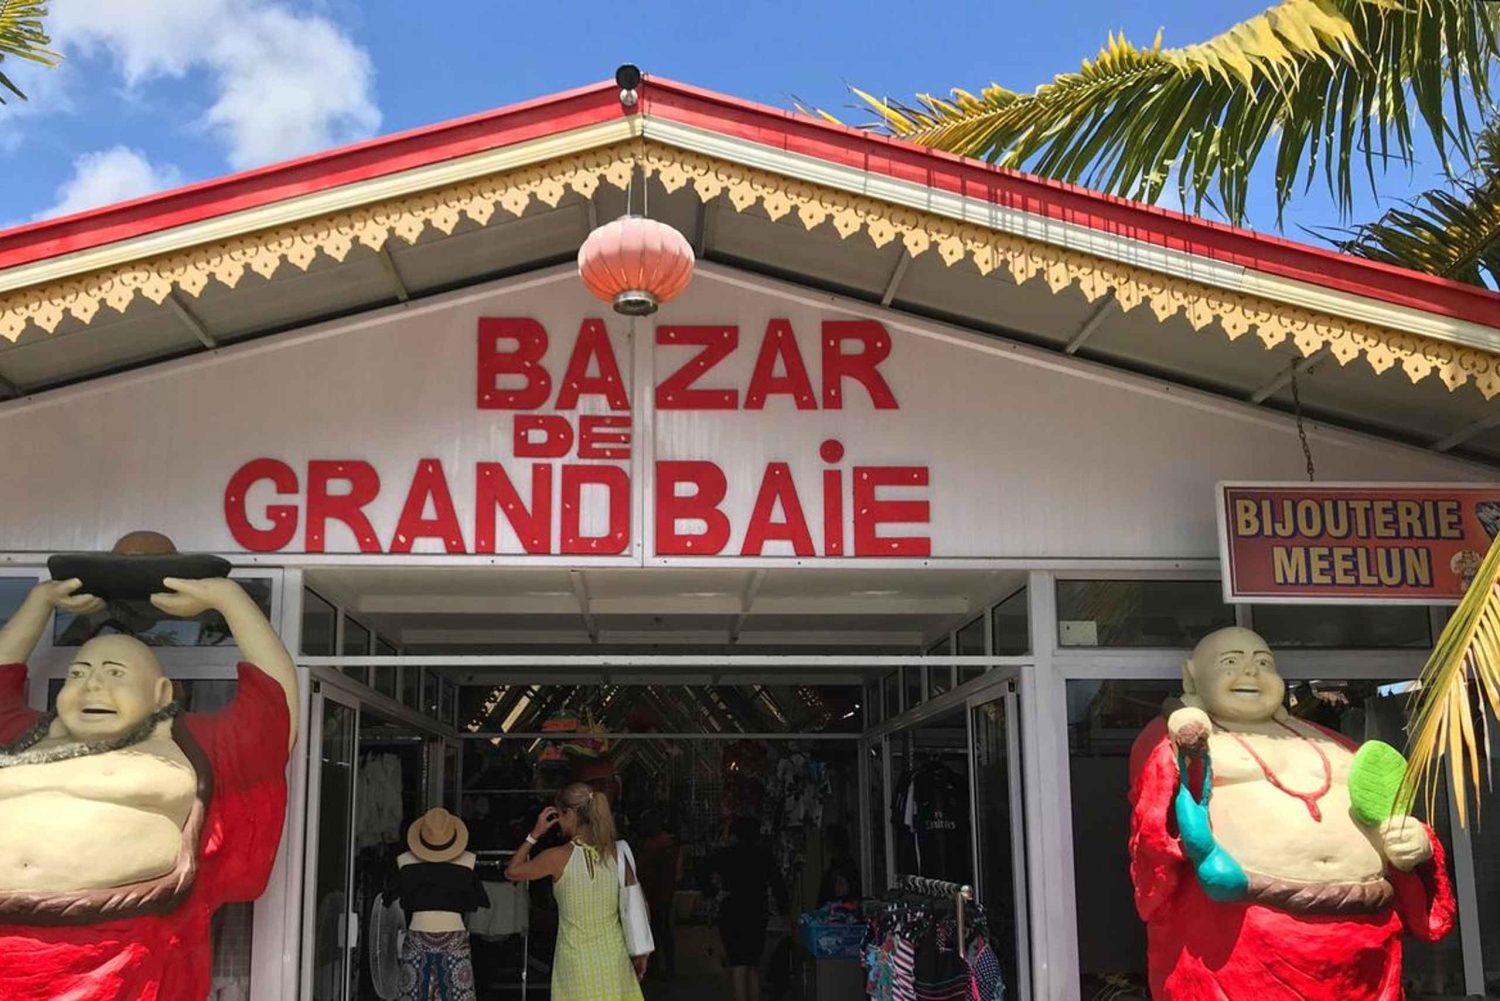 BAZAR
DE
GRAND BAiE
BIJOUTERIE
MEELUN